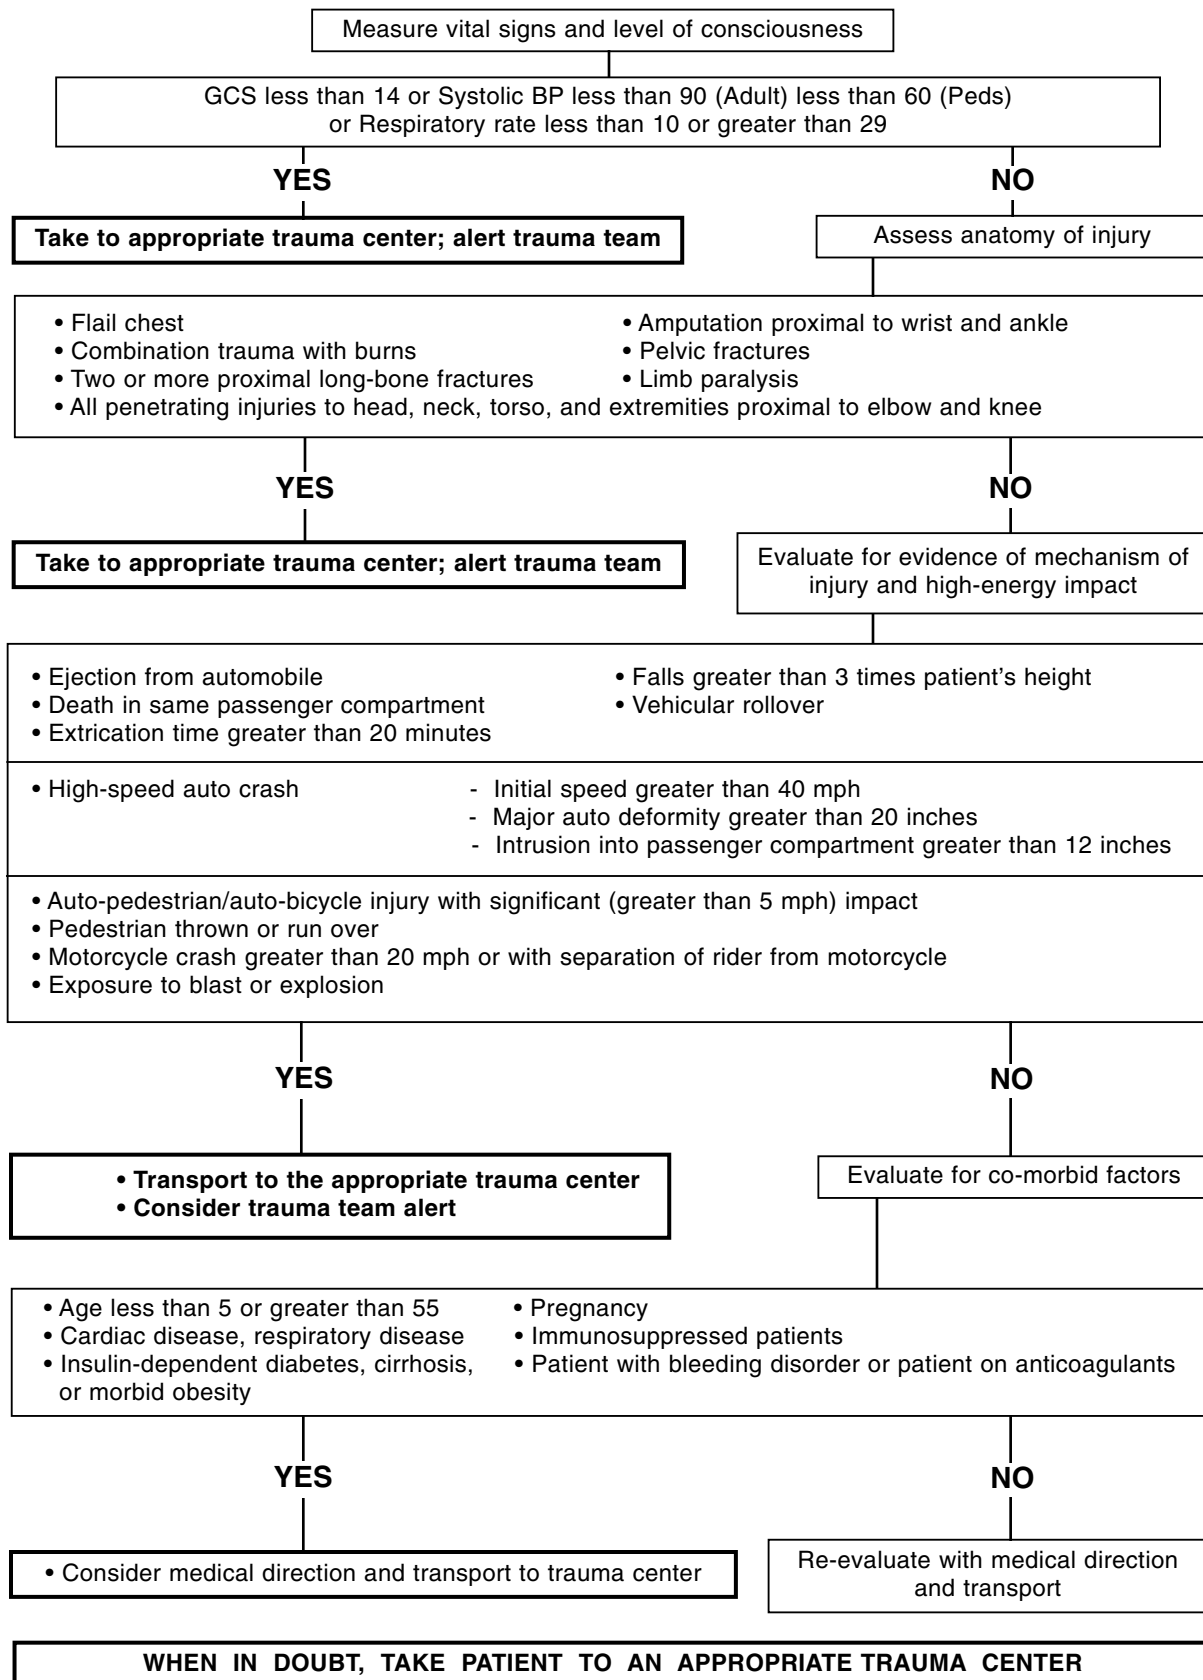 Measure vital signs and level of consciousness
GCS less than 14 or Systolic BP less than 90 (Adult) less than 60 (Peds)
or Respiratory rate less than 10 or greater than 29
YES
NO
Take to appropriate trauma center; alert trauma team
Assess anatomy of injury
• Flail chest
• Combination trauma with burns
• Two or more proximal long-bone fractures
• Amputation proximal to wrist and ankle
• Pelvic fractures
• Limb paralysis
• All penetrating injuries to head, neck, torso, and extremities proximal to elbow and knee
YES
NO
Take to appropriate trauma center; alert trauma team
Evaluate for evidence of mechanism of
injury and high-energy impact
• Ejection from automobile
• Death in same passenger compartment
• Extrication time greater than 20 minutes
• Falls greater than 3 times patient's height
• Vehicular rollover
• High-speed auto crash
- Initial speed greater than 40 mph
- Major auto deformity greater than 20 inches
- Intrusion into passenger compartment greater than 12 inches
• Auto-pedestrian/auto-bicycle injury with significant (greater than 5 mph) impact
• Pedestrian thrown or run over
• Motorcycle crash greater than 20 mph or with separation of rider from motorcycle
• Exposure to blast or explosion
YES
NO
• Transport to the appropriate trauma center
• Consider trauma team alert
Evaluate for co-morbid factors
• Age less than 5 or greater than 55
• Cardiac disease, respiratory disease
• Insulin-dependent diabetes, cirrhosis,
or morbid obesity
• Pregnancy
• Immunosuppressed patients
• Patient with bleeding disorder or patient on anticoagulants
YES
NO
• Consider medical direction and transport to trauma center
Re-evaluate with medical direction
and transport
WHEN IN DOUBT, TAKE PATIENT TO AN APPROPRIATE TRAUMA CENTER